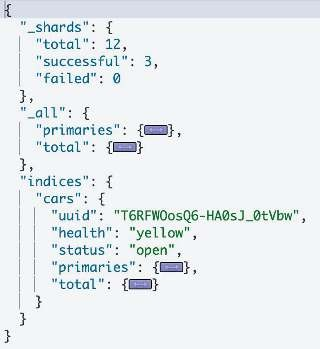 {
"_shards": {
"total": 12,
"successful": 3,
"failed": 0
},
"_all": {
"primaries": {},
"total": {}
},
"indices": {
"cars": {
"uuid": "T6RFWOosQ6-HA0sJ_0tVbw",
"health": "yellow",
"status": "open",
"primaries": {},
"total": {}
}
}
}